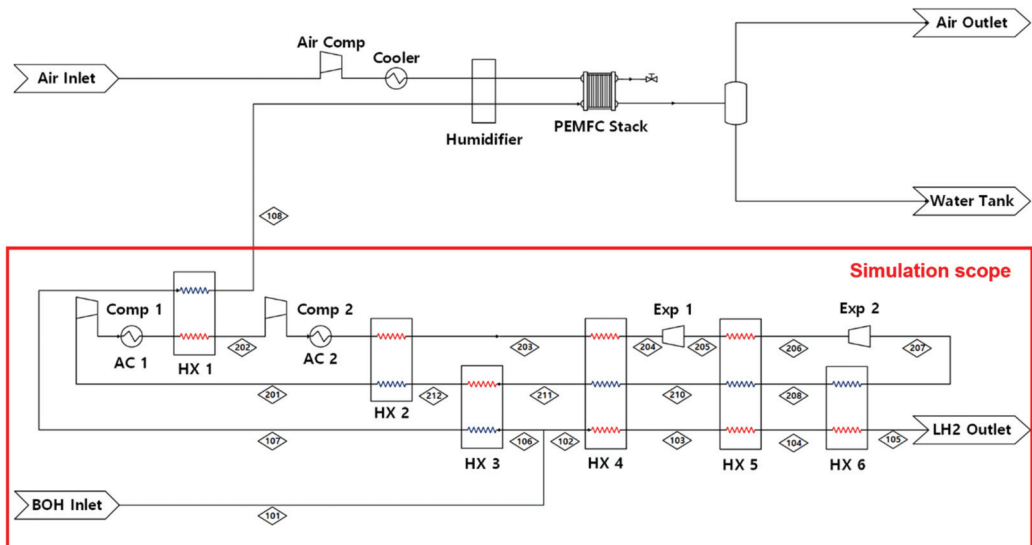 Air Outlet
Air Comp
Cooler
Air Inlet
Humidifier
PEMFC Stack
Water Tank
108
Simulation scope
Comp 1
Comp 2
Exp 1
Exp 2
AC 1
HX 1
202
AC 2
203
204
205
206
207
201
HX 2
212
211
210
208
107
106
102
103
104
105
LH2 Outlet
HX 3
HX 4
HX 5
HX 6
BOH Inlet
101